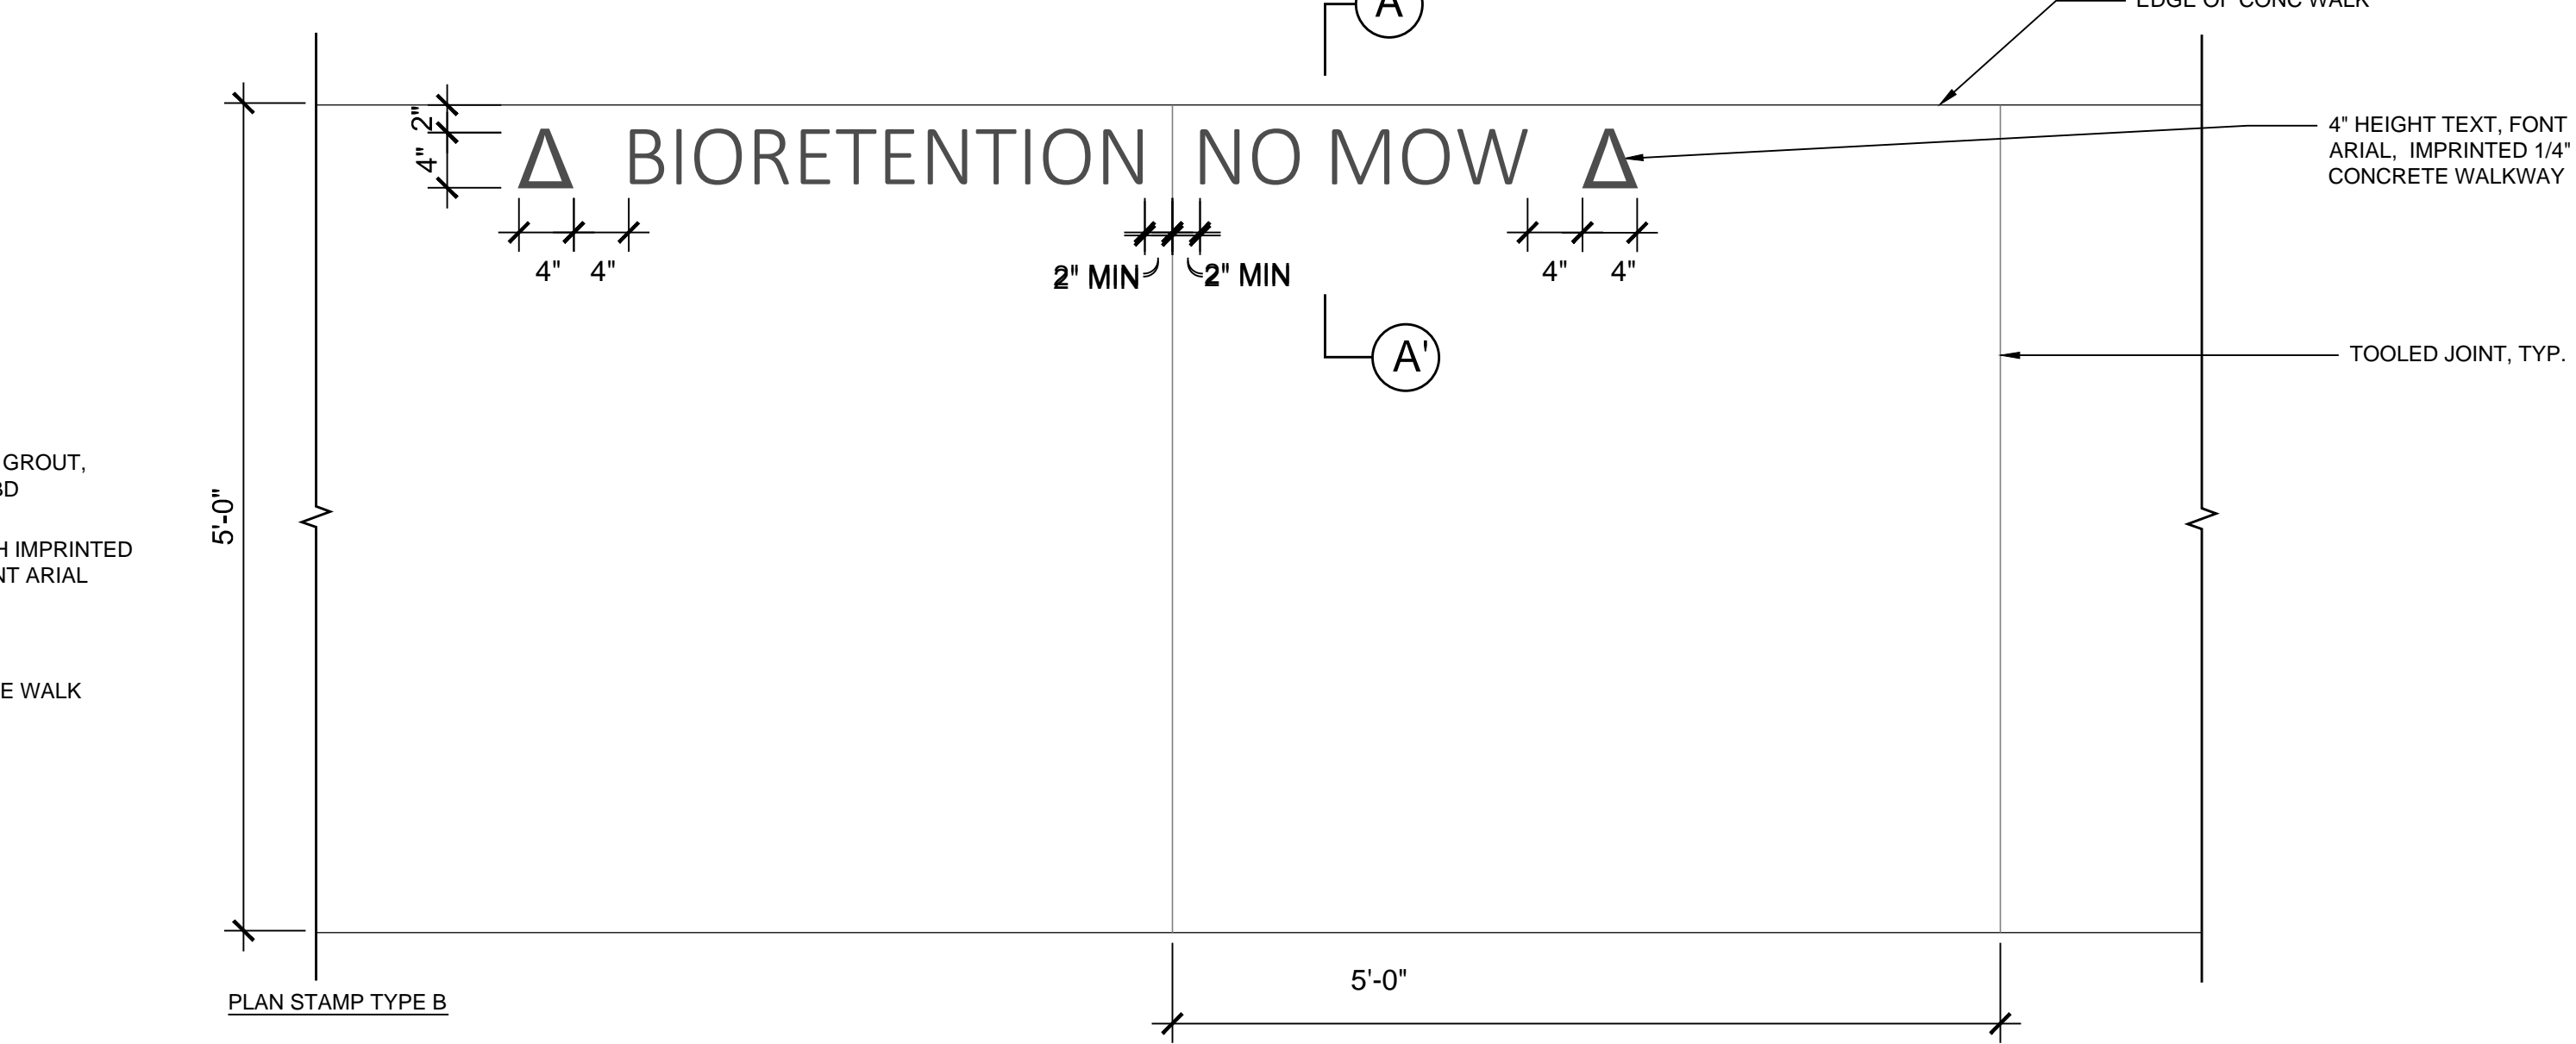 A
EDGE OF CONC WALK
2"
4"
Δ BIORETENTION NO MOW Δ
4" HEIGHT TEXT, FONT
ARIAL, IMPRINTED 1/4"
CONCRETE WALKWAY
4" 4"
2" MIN
2" MIN
4" 4"
A'
TOOLED JOINT, TYP.
GROUT,
5'-0"
IMPRINTED
ARIAL
WALK
5'-0"
PLAN STAMP TYPE B